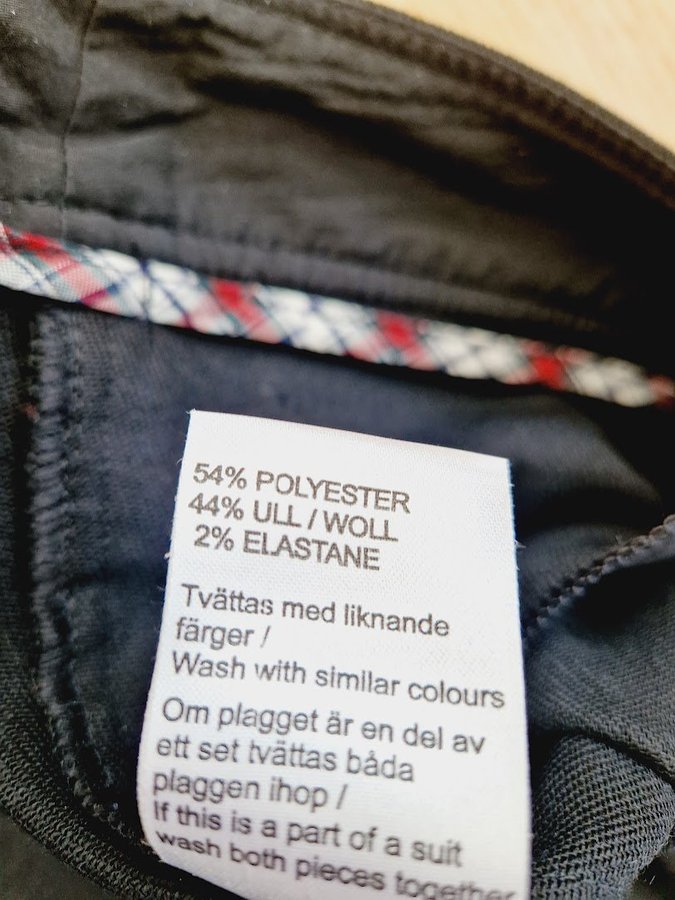 54% POLYESTER
44% ULL / WOLL
2% ELASTANE
Tvättas med liknande
färger /
Wash with similar colours
Om plagget är en del av
ett set tvättas båda
plaggen ihop /
If this is a part of a suit
wash both pieces together